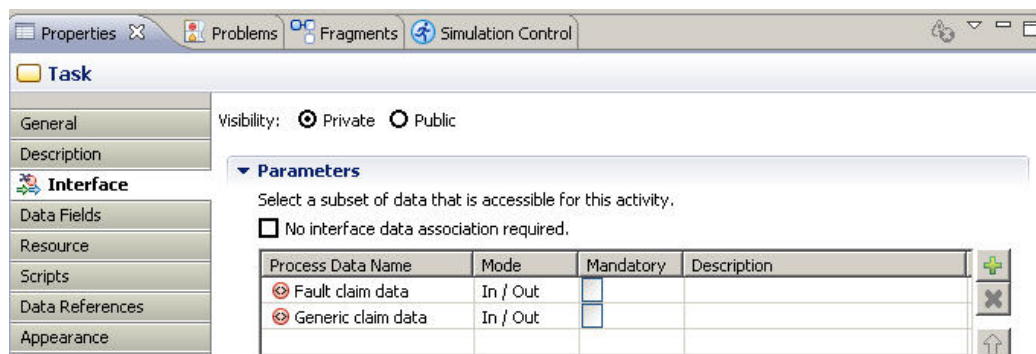 Properties Problems Fragments Simulation Control
Task
General
Description
Interface
Data Fields
Resource
Scripts
Data References
Appearance
Visibility: Private Public
Parameters
Select a subset of data that is accessible for this activity.
No interface data association required.
Process Data Name Mode Mandatory Description
Fault claim data In / Out
Generic claim data In / Out